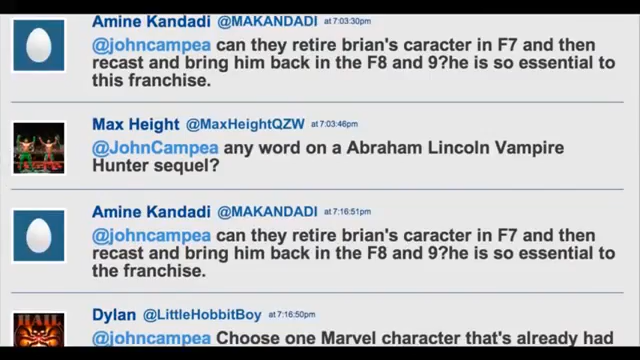 Amine Kandadi @MAKANDADI at 7:03:30pm
@johncampea can they retire brian's caracter in F7 and then
recast and bring him back in the F8 and 9?he is so essential to
this franchise.
Max Height @MaxHeightQZW at 7:03:46pm
@JohnCampea any word on a Abraham Lincoln Vampire
Hunter sequel?
Amine Kandadi @MAKANDADI at 7:16:51pm
@johncampea can they retire brian's caracter in F7 and then
recast and bring him back in the F8 and 9?he is so essential to
the franchise.
Dylan @LittleHobbitBoy at 7:16:50pm
HAIL
@johncampea Choose one Marvel character that's already had